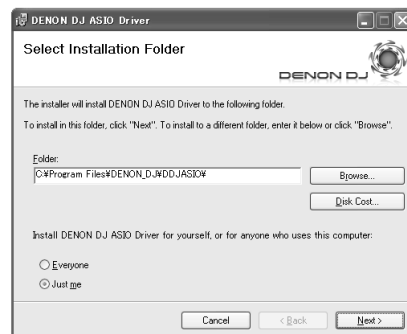 DENON DJ ASIO Driver
Select Installation Folder
DENON DJ
The installer will install DENON DJ ASIO Driver to the following folder.
To install in this folder, click "Next". To install to a different folder, enter it below or click "Browse".
Folder:
C:¥Program Files¥DENON_DJ¥DDJASIO¥
Browse...
Disk Cost...
Install DENON DJ ASIO Driver for yourself, or for anyone who uses this computer:
Everyone
Just me
Cancel
< Back
Next >